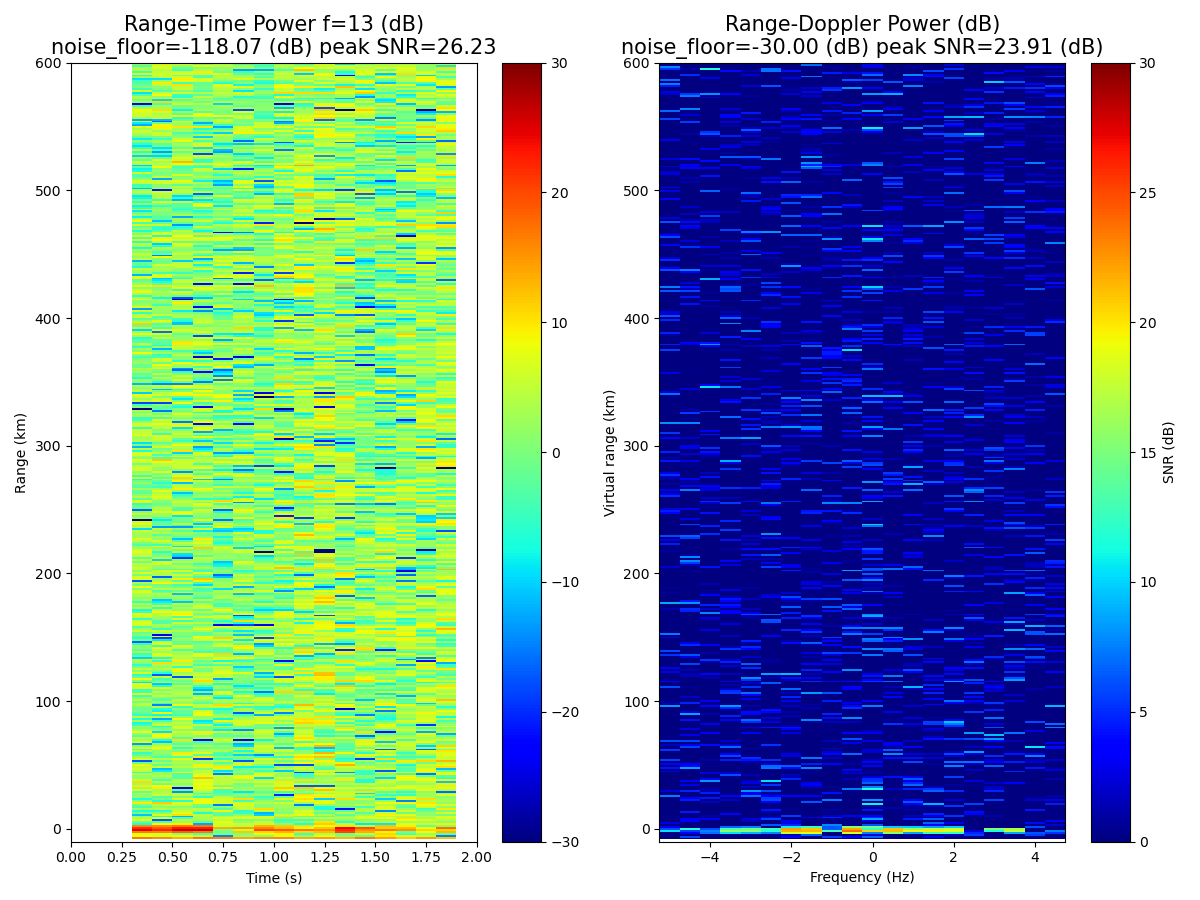 Range-Time Power f=13 (dB)
noise_floor=-118.07 (dB) peak SNR=26.23
600
500
400
300
200
100
0
Range (km)
0.00 0.25 0.50 0.75 1.00 1.25 1.50 1.75 2.00
Time (s)
30
20
10
0
−10
−20
−30
Range-Doppler Power (dB)
noise_floor=-30.00 (dB) peak SNR=23.91 (dB)
600
500
400
300
200
100
0
Virtual range (km)
−4 −2 0 2 4
Frequency (Hz)
30
25
20
15
10
5
0
SNR (dB)